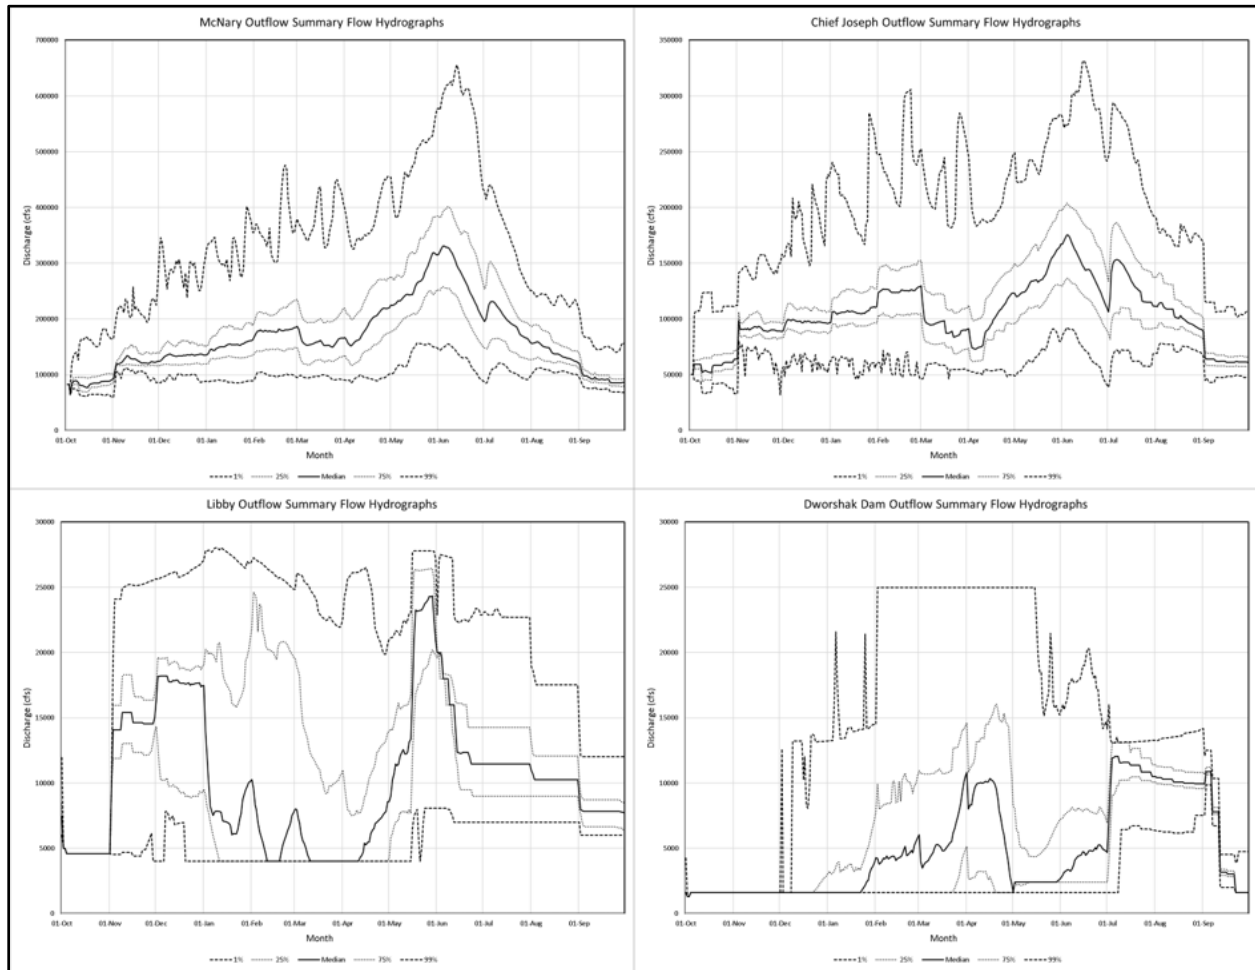 McNary Outflow Summary Flow Hydrographs
700000
600000
500000
400000
300000
200000
100000
0
Discharge (cfs)
01-Oct 01-Nov 01-Dec 01-Jan 01-Feb 01-Mar 01-Apr 01-May 01-Jun 01-Jul 01-Aug 01-Sep
Month
1% 25% Median 75% 99%
Chief Joseph Outflow Summary Flow Hydrographs
350000
300000
250000
200000
150000
100000
50000
0
Discharge (cfs)
01-Oct 01-Nov 01-Dec 01-Jan 01-Feb 01-Mar 01-Apr 01-May 01-Jun 01-Jul 01-Aug 01-Sep
Month
1% 25% Median 75% 99%
Libby Outflow Summary Flow Hydrographs
30000
25000
20000
15000
10000
5000
0
Discharge (cfs)
01-Oct 01-Nov 01-Dec 01-Jan 01-Feb 01-Mar 01-Apr 01-May 01-Jun 01-Jul 01-Aug 01-Sep
Month
1% 25% Median 75% 99%
Dworshak Dam Outflow Summary Flow Hydrographs
30000
25000
20000
15000
10000
5000
0
Discharge (cfs)
01-Oct 01-Nov 01-Dec 01-Jan 01-Feb 01-Mar 01-Apr 01-May 01-Jun 01-Jul 01-Aug 01-Sep
Month
1% 25% Median 75% 99%